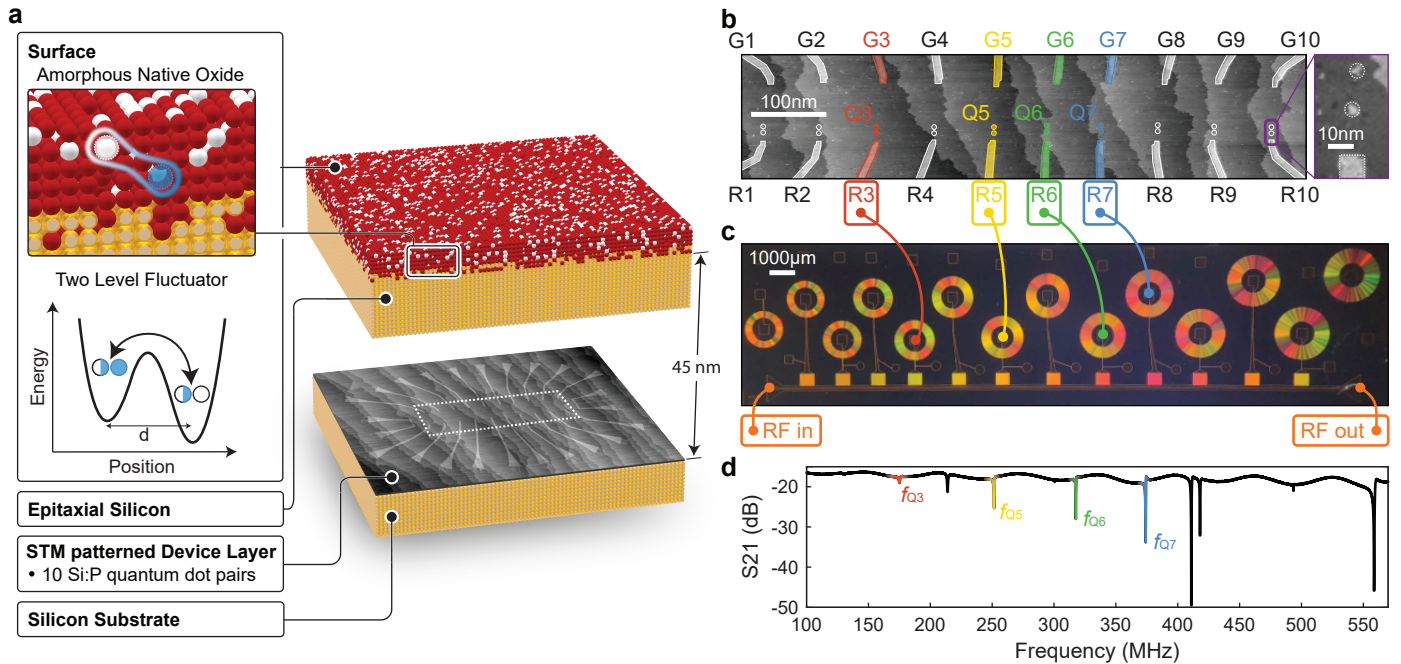 a
Surface
Amorphous Native Oxide
Two Level Fluctuator
Energy
d
Position
Epitaxial Silicon
STM patterned Device Layer
• 10 Si:P quantum dot pairs
Silicon Substrate
45 nm
b
G1 G2 G3 G4 G5 G6 G7 G8 G9 G10
100nm
Q3 Q5 Q6 Q7
10nm
R1 R2 R3 R4 R5 R6 R7 R8 R9 R10
c
1000µm
RF in
RF out
d
S21 (dB)
-20
-30
-40
-50
fQ3
fQ5
fQ6
fQ7
100 150 200 250 300 350 400 450 500 550
Frequency (MHz)